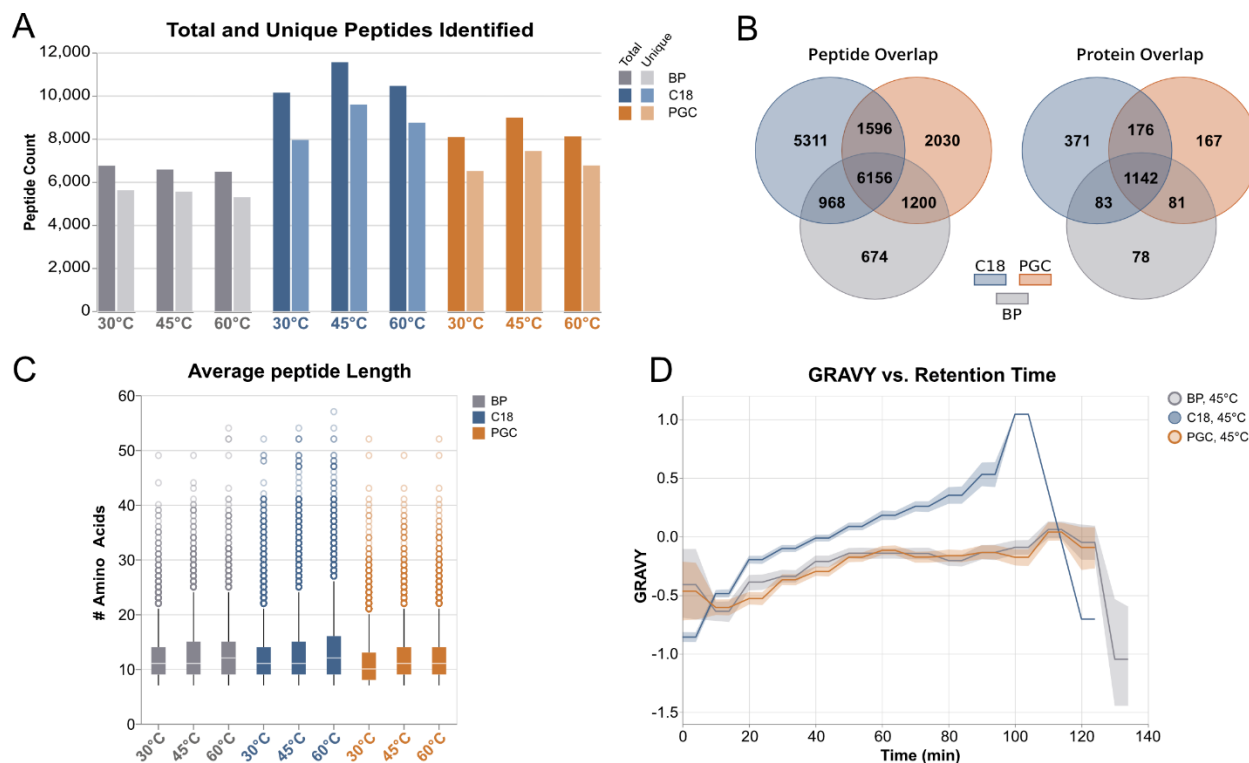 A
Total and Unique Peptides Identified
Peptide Count
12,000
10,000
8,000
6,000
4,000
2,000
0
30°C 45°C 60°C 30°C 45°C 60°C 30°C 45°C 60°C
Total Unique
BP
C18
PGC
B
Peptide Overlap
5311 1596 2030
6156
968 1200
674
Protein Overlap
371 176 167
1142
83 81
78
C18 PGC
BP
C
Average peptide Length
# Amino Acids
60
50
40
30
20
10
0
30°C 45°C 60°C 30°C 45°C 60°C 30°C 45°C 60°C
BP
C18
PGC
D
GRAVY vs. Retention Time
GRAVY
1.0
0.5
0.0
-0.5
-1.0
-1.5
0 20 40 60 80 100 120 140
Time (min)
BP, 45°C
C18, 45°C
PGC, 45°C